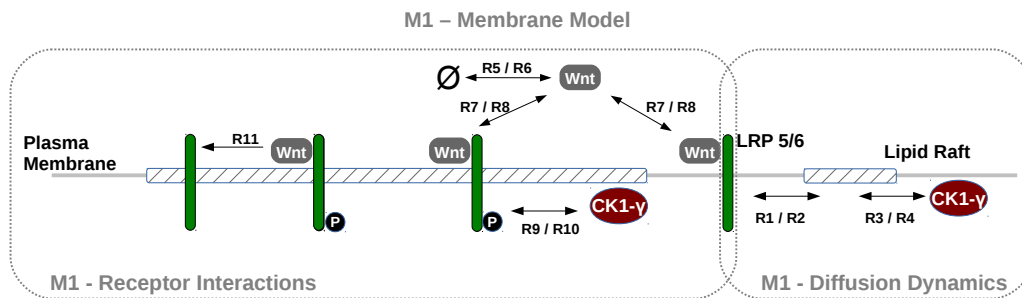 M1 – Membrane Model
Ø
R5 / R6
Wnt
R7 / R8
R7 / R8
Plasma
Membrane
R11
Wnt
Wnt
Wnt
LRP 5/6
Lipid Raft
P
P
R9 / R10
CK1-γ
R1 / R2
R3 / R4
CK1-γ
M1 - Receptor Interactions
M1 - Diffusion Dynamics